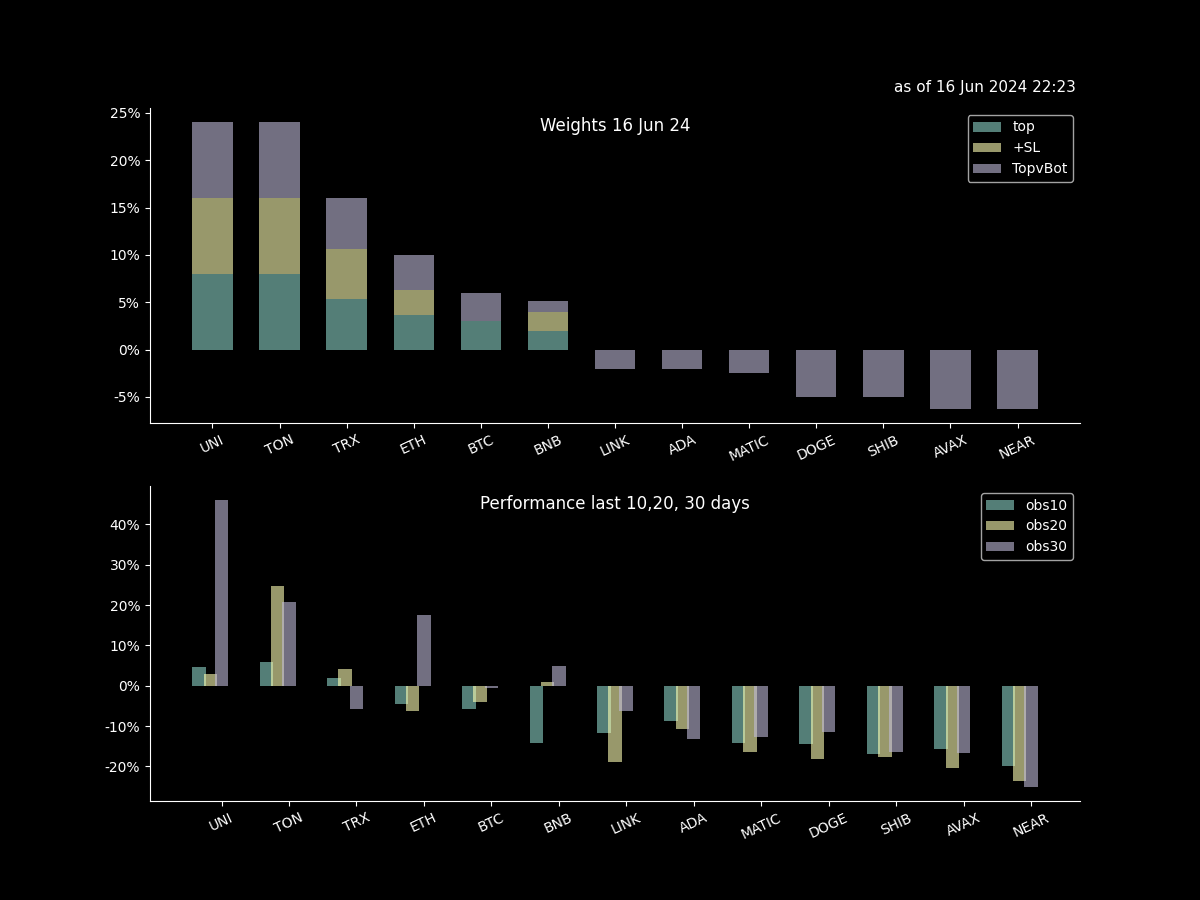 as of 16 Jun 2024 22:23
Weights 16 Jun 24
top
+SL
TopvBot
25%
20%
15%
10%
5%
0%
-5%
UNI TON TRX ETH BTC BNB LINK ADA MATIC DOGE SHIB AVAX NEAR
Performance last 10,20, 30 days
obs10
obs20
obs30
40%
30%
20%
10%
0%
-10%
-20%
UNI TON TRX ETH BTC BNB LINK ADA MATIC DOGE SHIB AVAX NEAR